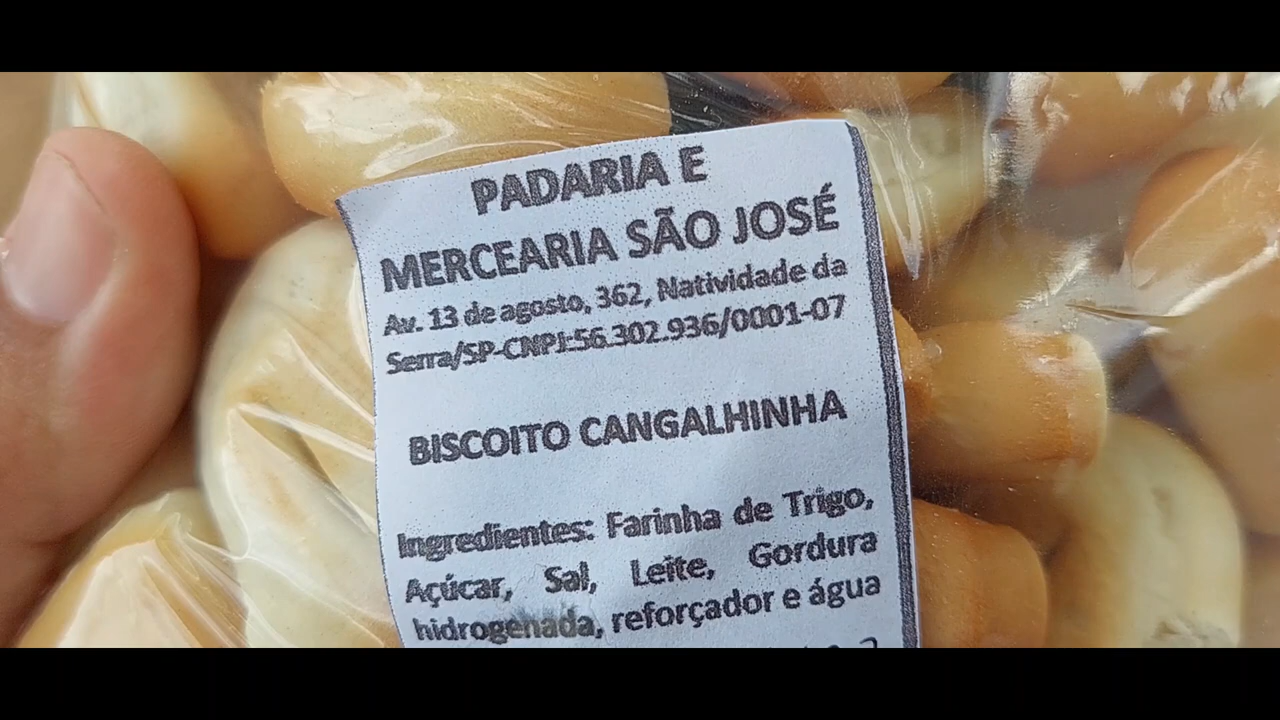 PADARIA E
MERCEARIA SÃO JOSÉ
Av. 13 de agosto, 362, Natividade da
Serra/SP-CNPJ:56.302.936/0001-07
BISCOITO CANGALHINHA
Ingredientes: Farinha de Trigo,
Açúcar, Sal, Leite, Gordura
hidrogenada, reforçador e água